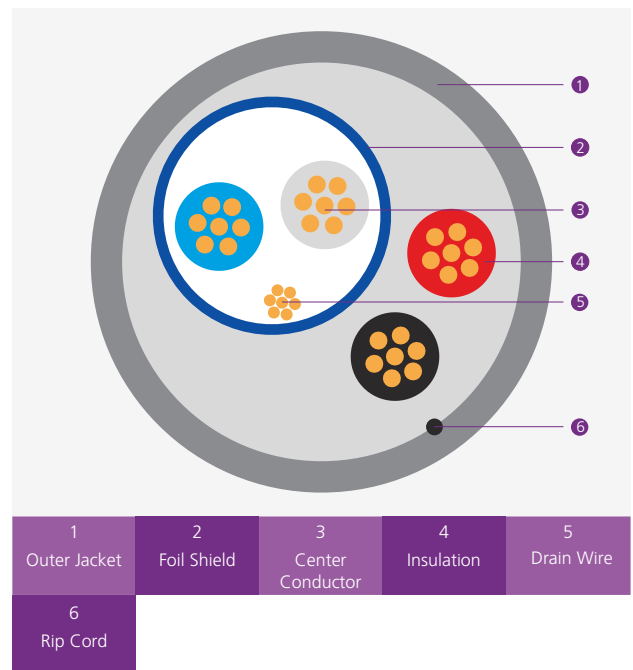 1
2
3
4
5
6
1
Outer Jacket
2
Foil Shield
3
Center
Conductor
4
Insulation
5
Drain Wire
6
Rip Cord